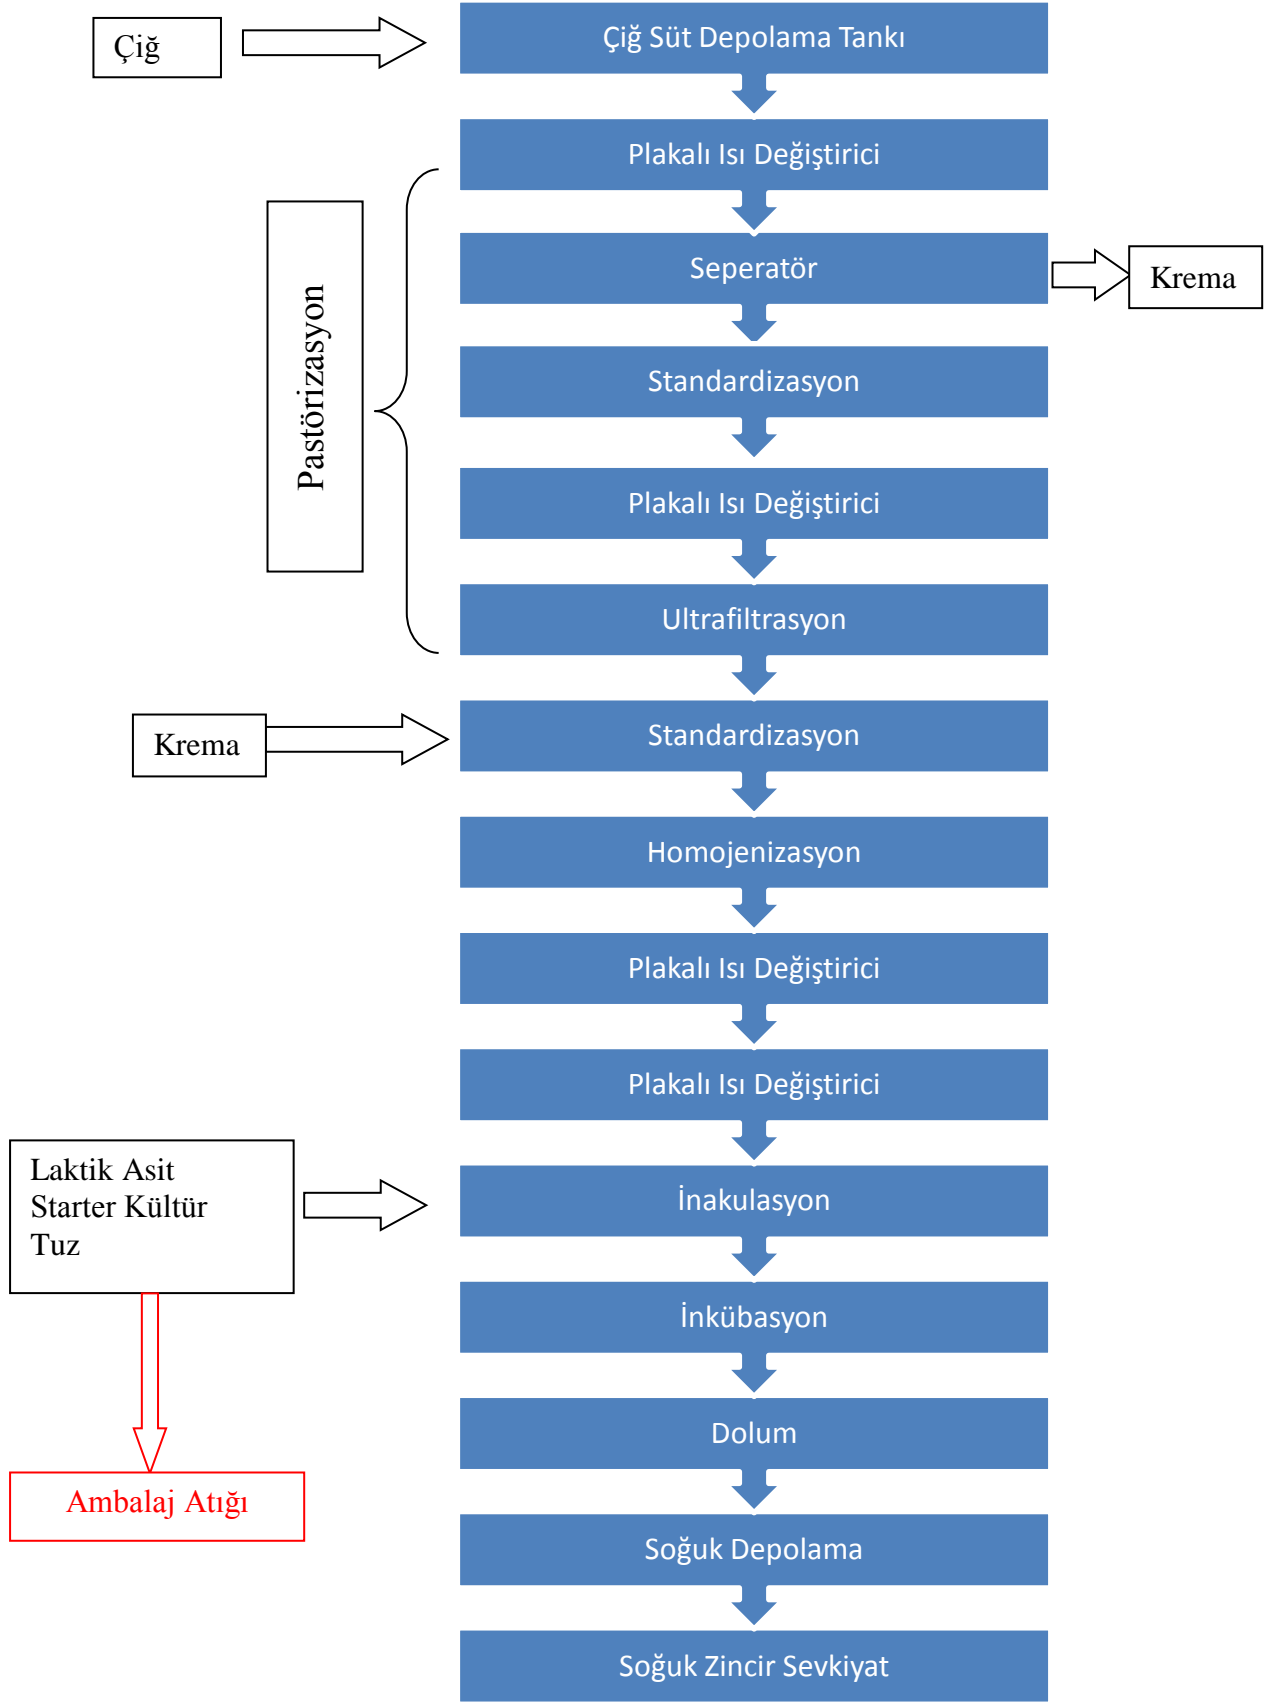 Çiğ
Çiğ Süt Depolama Tankı
Plakalı Isı Değiştirici
Pastörizasyon
Seperatör
Krema
Standardizasyon
Plakalı Isı Değiştirici
Ultrafiltrasyon
Krema
Standardizasyon
Homojenizasyon
Plakalı Isı Değiştirici
Plakalı Isı Değiştirici
Laktik Asit
Starter Kültür
Tuz
İnakulasyon
İnkübasyon
Dolum
Ambalaj Atığı
Soğuk Depolama
Soğuk Zincir Sevkiyat